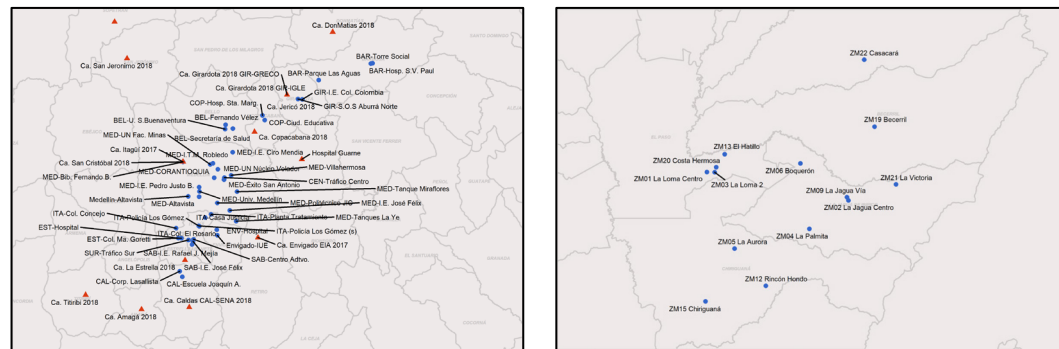 Ca. DonMatias 2018
Ca. San Jeronimo 2018
BAR-Torre Social
BAR-Hosp. S.V. Paul
Ca. Girardota 2018 GIR-GRECO
BAR-Parque Las Aguas
Ca. Girardota 2018 GIR-IGLE
GIR-I.E. Col. Colombia
COP-Hosp. Sta. Marg.
Ca. Jericó 2018
GIR-S.O.S Aburrá Norte
BEL-Fernando Vélez
BEL-U. S.Buenaventura
COP-Ciud. Educativa
MED-UN Fac. Minas
BEL-Secretaria de Salud
Ca. Copacabana 2018
Ca. Itagüí 2017
MED-I.T.M. Robledo
MED-I.E. Ciro Mendia
Hospital Guarne
Ca. San Cristóbal 2018
MED-UN Núcleo Volador
MED-Villahermosa
MED-CORANTIOQUIA
MED-Bib. Fernando B.
CEN-Tráfico Centro
MED-I.E. Pedro Justo B.
MED-Éxito San Antonio
MED-Tanque Miraflores
Medellín-Altavista
MED-Univ. Medellín
MED-Altavista
MED-Politécnico JIC
MED-I.E. José Félix
ITA-Col. Concejo
ITA-Casa Justicia
ITA-Planta Tratamiento
ITA-Policía Los Gómez
MED-Tanques La Ye
EST-Hospital
ITA-Col. El Rosario
ENV-Hospital
ITA-Policía Los Gómez (s)
EST-Col. Ma. Goretti
Envigado-IUE
Ca. Envigado EIA 2017
SUR-Tráfico Sur
SAB-I.E. Rafael J. Mejía
SAB-Centro Adtvo.
Ca. La Estrella 2018
SAB-I.E. José Félix
CAL-Corp. Lasallista
CAL-Escuela Joaquín A.
Ca. Titiribí 2018
Ca. Caldas CAL-SENA 2018
Ca. Amagá 2018
ZM22 Casacará
ZM19 Becerril
ZM13 El Hatillo
ZM20 Costa Hermosa
ZM06 Boquerón
ZM01 La Loma Centro
ZM21 La Victoria
ZM03 La Loma 2
ZM09 La Jagua Vía
ZM02 La Jagua Centro
ZM04 La Palmita
ZM05 La Aurora
ZM12 Rincón Hondo
ZM15 Chiriguaná